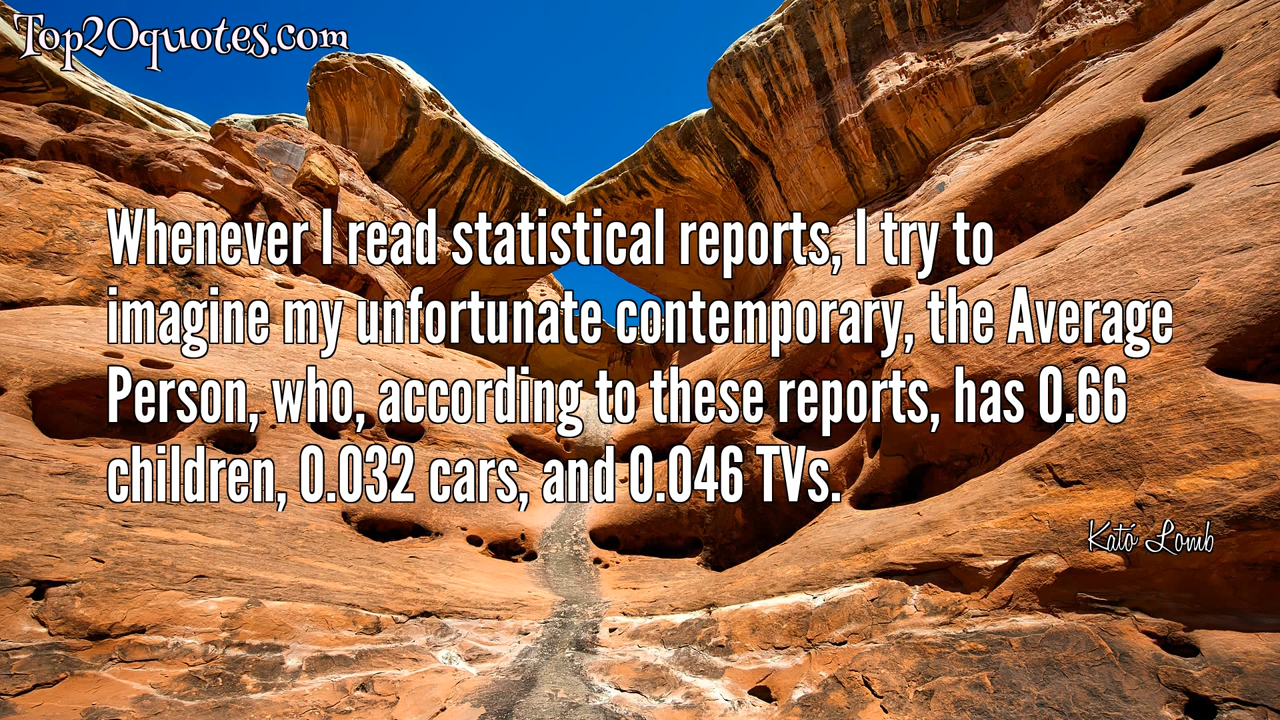 Top20quotes.com
Whenever I read statistical reports, I try to
imagine my unfortunate contemporary, the Average
Person, who, according to these reports, has 0.66
children, 0.032 cars, and 0.046 TVs.
Kató Lomb